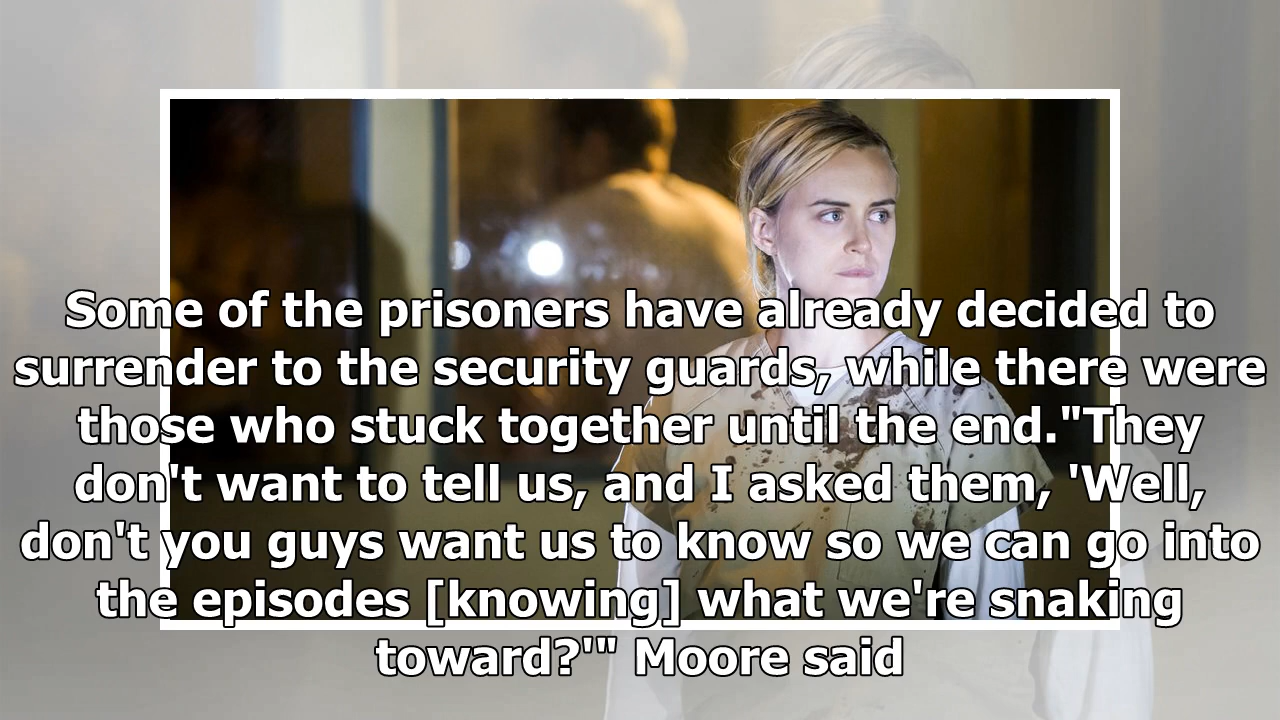 Some of the prisoners have already decided to
surrender to the security guards, while there were
those who stuck together until the end."They
don't want to tell us, and I asked them, 'Well,
don't you guys want us to know so we can go into
the episodes [knowing] what we're snaking
toward?'" Moore said